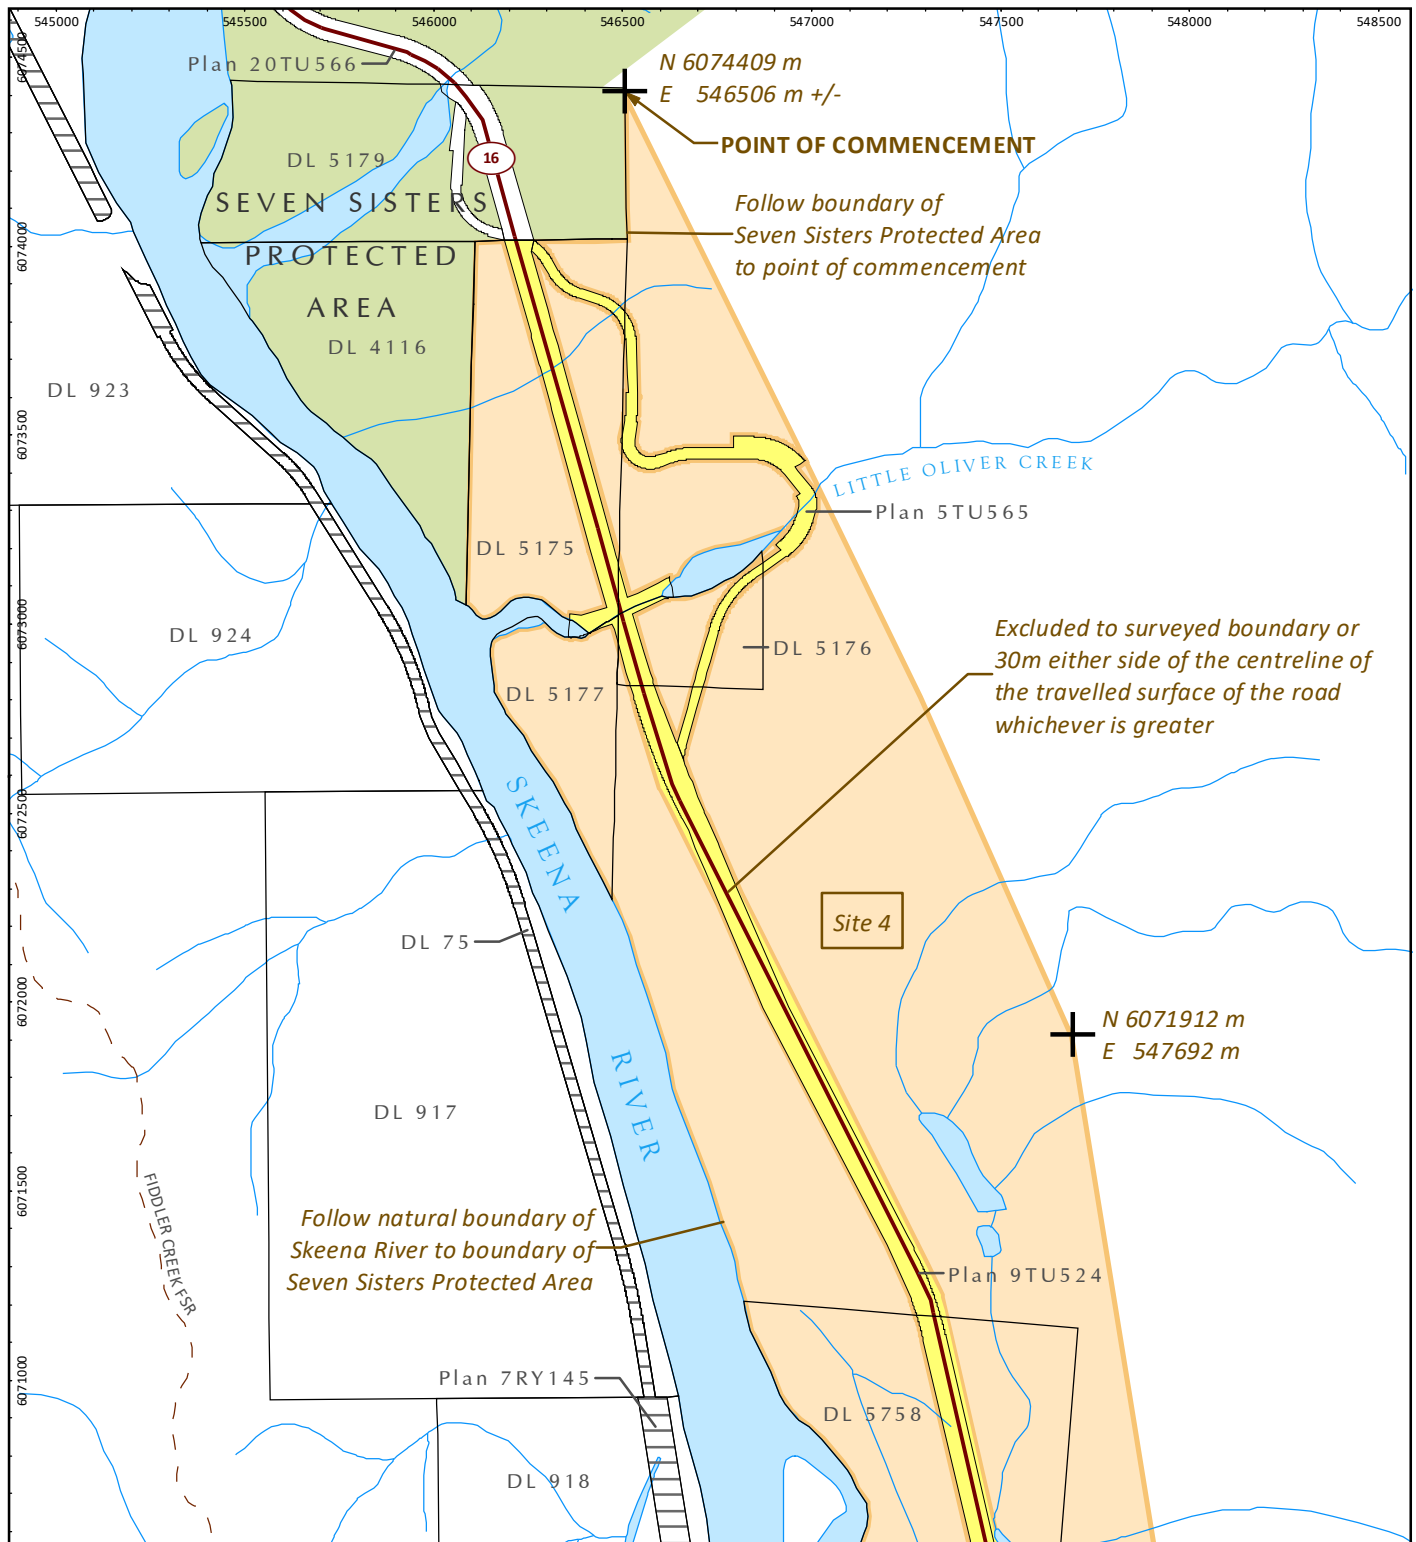 545000
545500
546000
546500
547000
547500
548000
548500
6074500
6074000
6073500
6073000
6072500
6072000
6071500
6071000
Plan 20TU566
N 6074409 m
E 546506 m +/-
POINT OF COMMENCEMENT
16
DL 5179
SEVEN SISTERS
PROTECTED
AREA
DL 4116
Follow boundary of
Seven Sisters Protected Area
to point of commencement
DL 923
LITTLE OLIVER CREEK
Plan 5TU565
DL 5175
DL 924
DL 5176
DL 5177
Excluded to surveyed boundary or
30m either side of the centreline of
the travelled surface of the road
whichever is greater
SKEENA
RIVER
Site 4
DL 75
N 6071912 m
E 547692 m
DL 917
FIDDLER CREEK FSR
Follow natural boundary of
Skeena River to boundary of
Seven Sisters Protected Area
Plan 9TU524
Plan 7RY145
DL 5758
DL 918